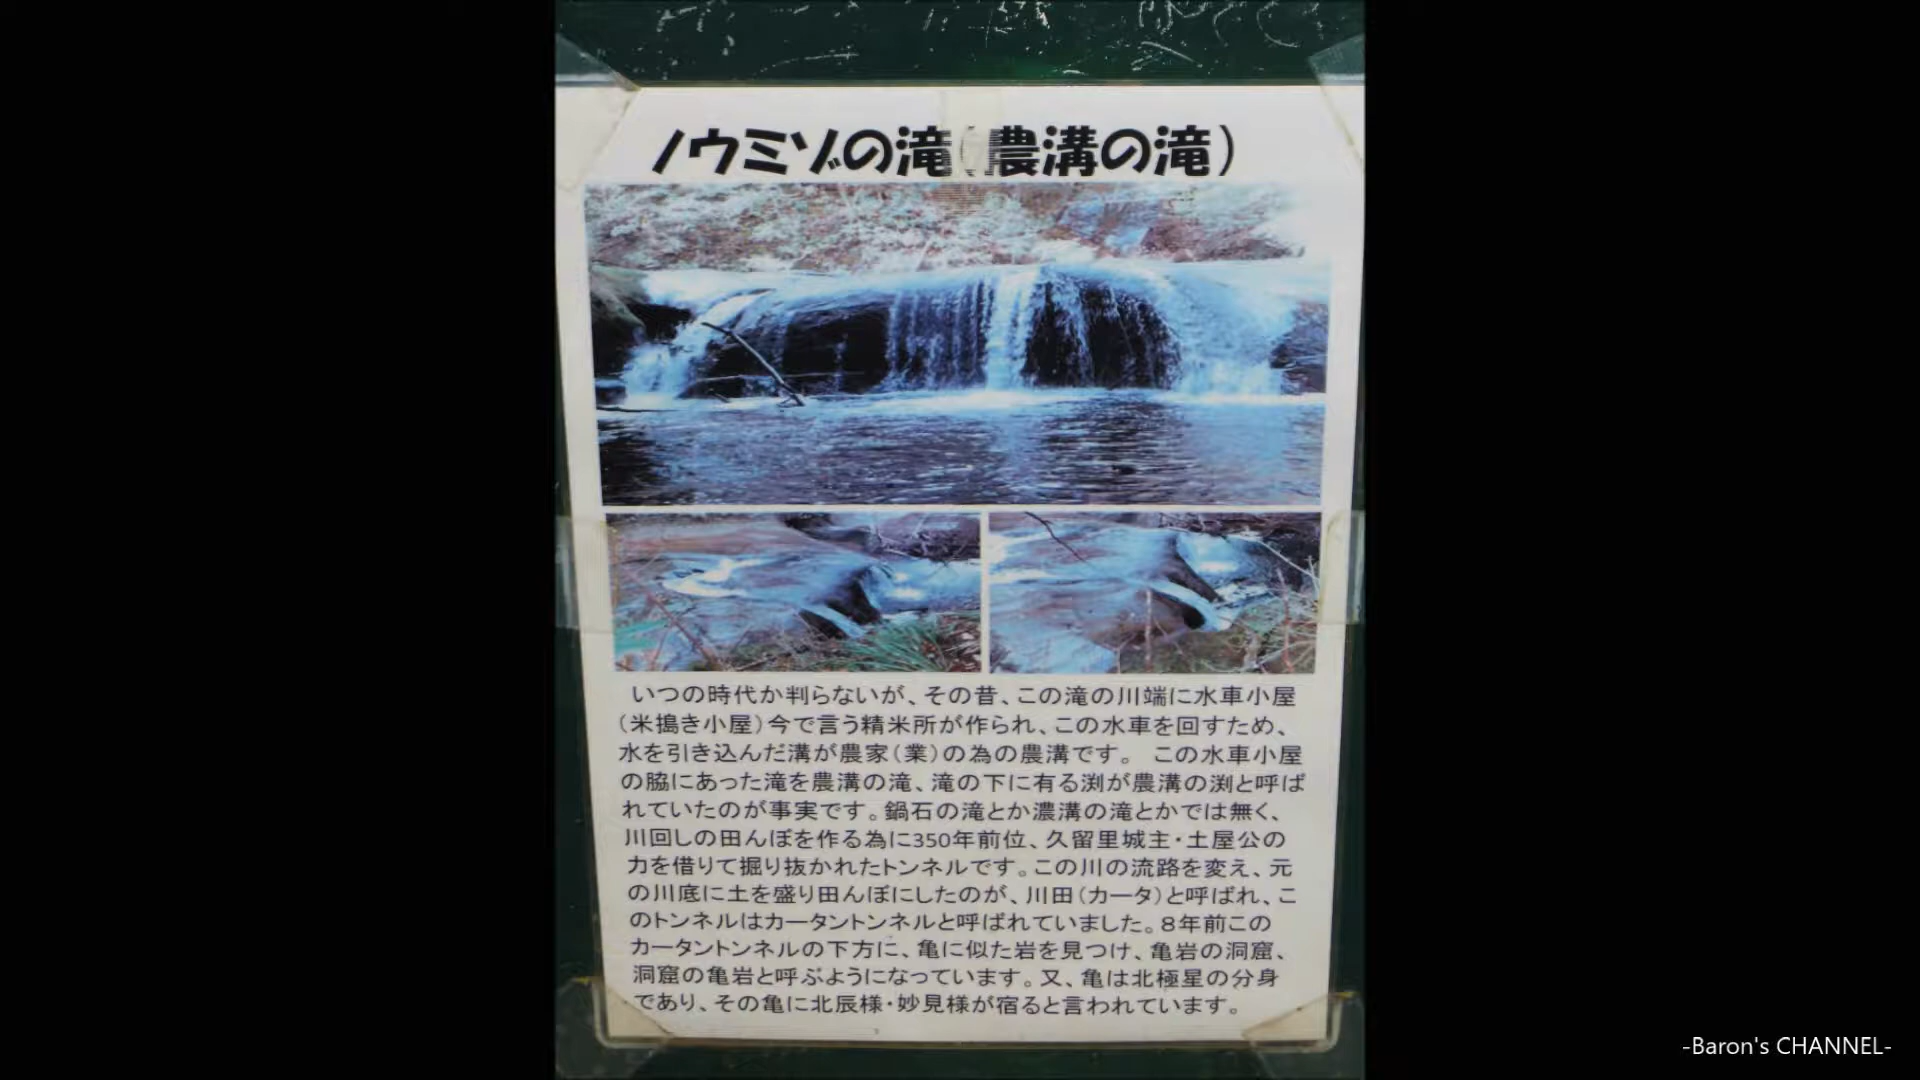 ノウミゾの滝(農溝の滝)
いつの時代か判らないが、その昔、この滝の川端に水車小屋
(米搗き小屋)今で言う精米所が作られ、この水車を回すため、
水を引き込んだ溝が農家(業)の為の農溝です。 この水車小屋
の脇にあった滝を農溝の滝、滝の下に有る渕が農溝の渕と呼ば
れていたのが事実です。鍋石の滝とか濃溝の滝とかでは無く、
川回しの田んぼを作る為に350年前位、久留里城主・土屋公の
力を借りて掘り抜かれたトンネルです。この川の流路を変え、元
の川底に土を盛り田んぼにしたのが、川田(カータ)と呼ばれ、こ
のトンネルはカータントンネルと呼ばれていました。8年前この
カータントンネルの下方に、亀に似た岩を見つけ、亀岩の洞窟、
洞窟の亀岩と呼ぶようになっています。又、亀は北極星の分身
であり、その亀に北辰様・妙見様が宿ると言われています。
-Baron's CHANNEL-